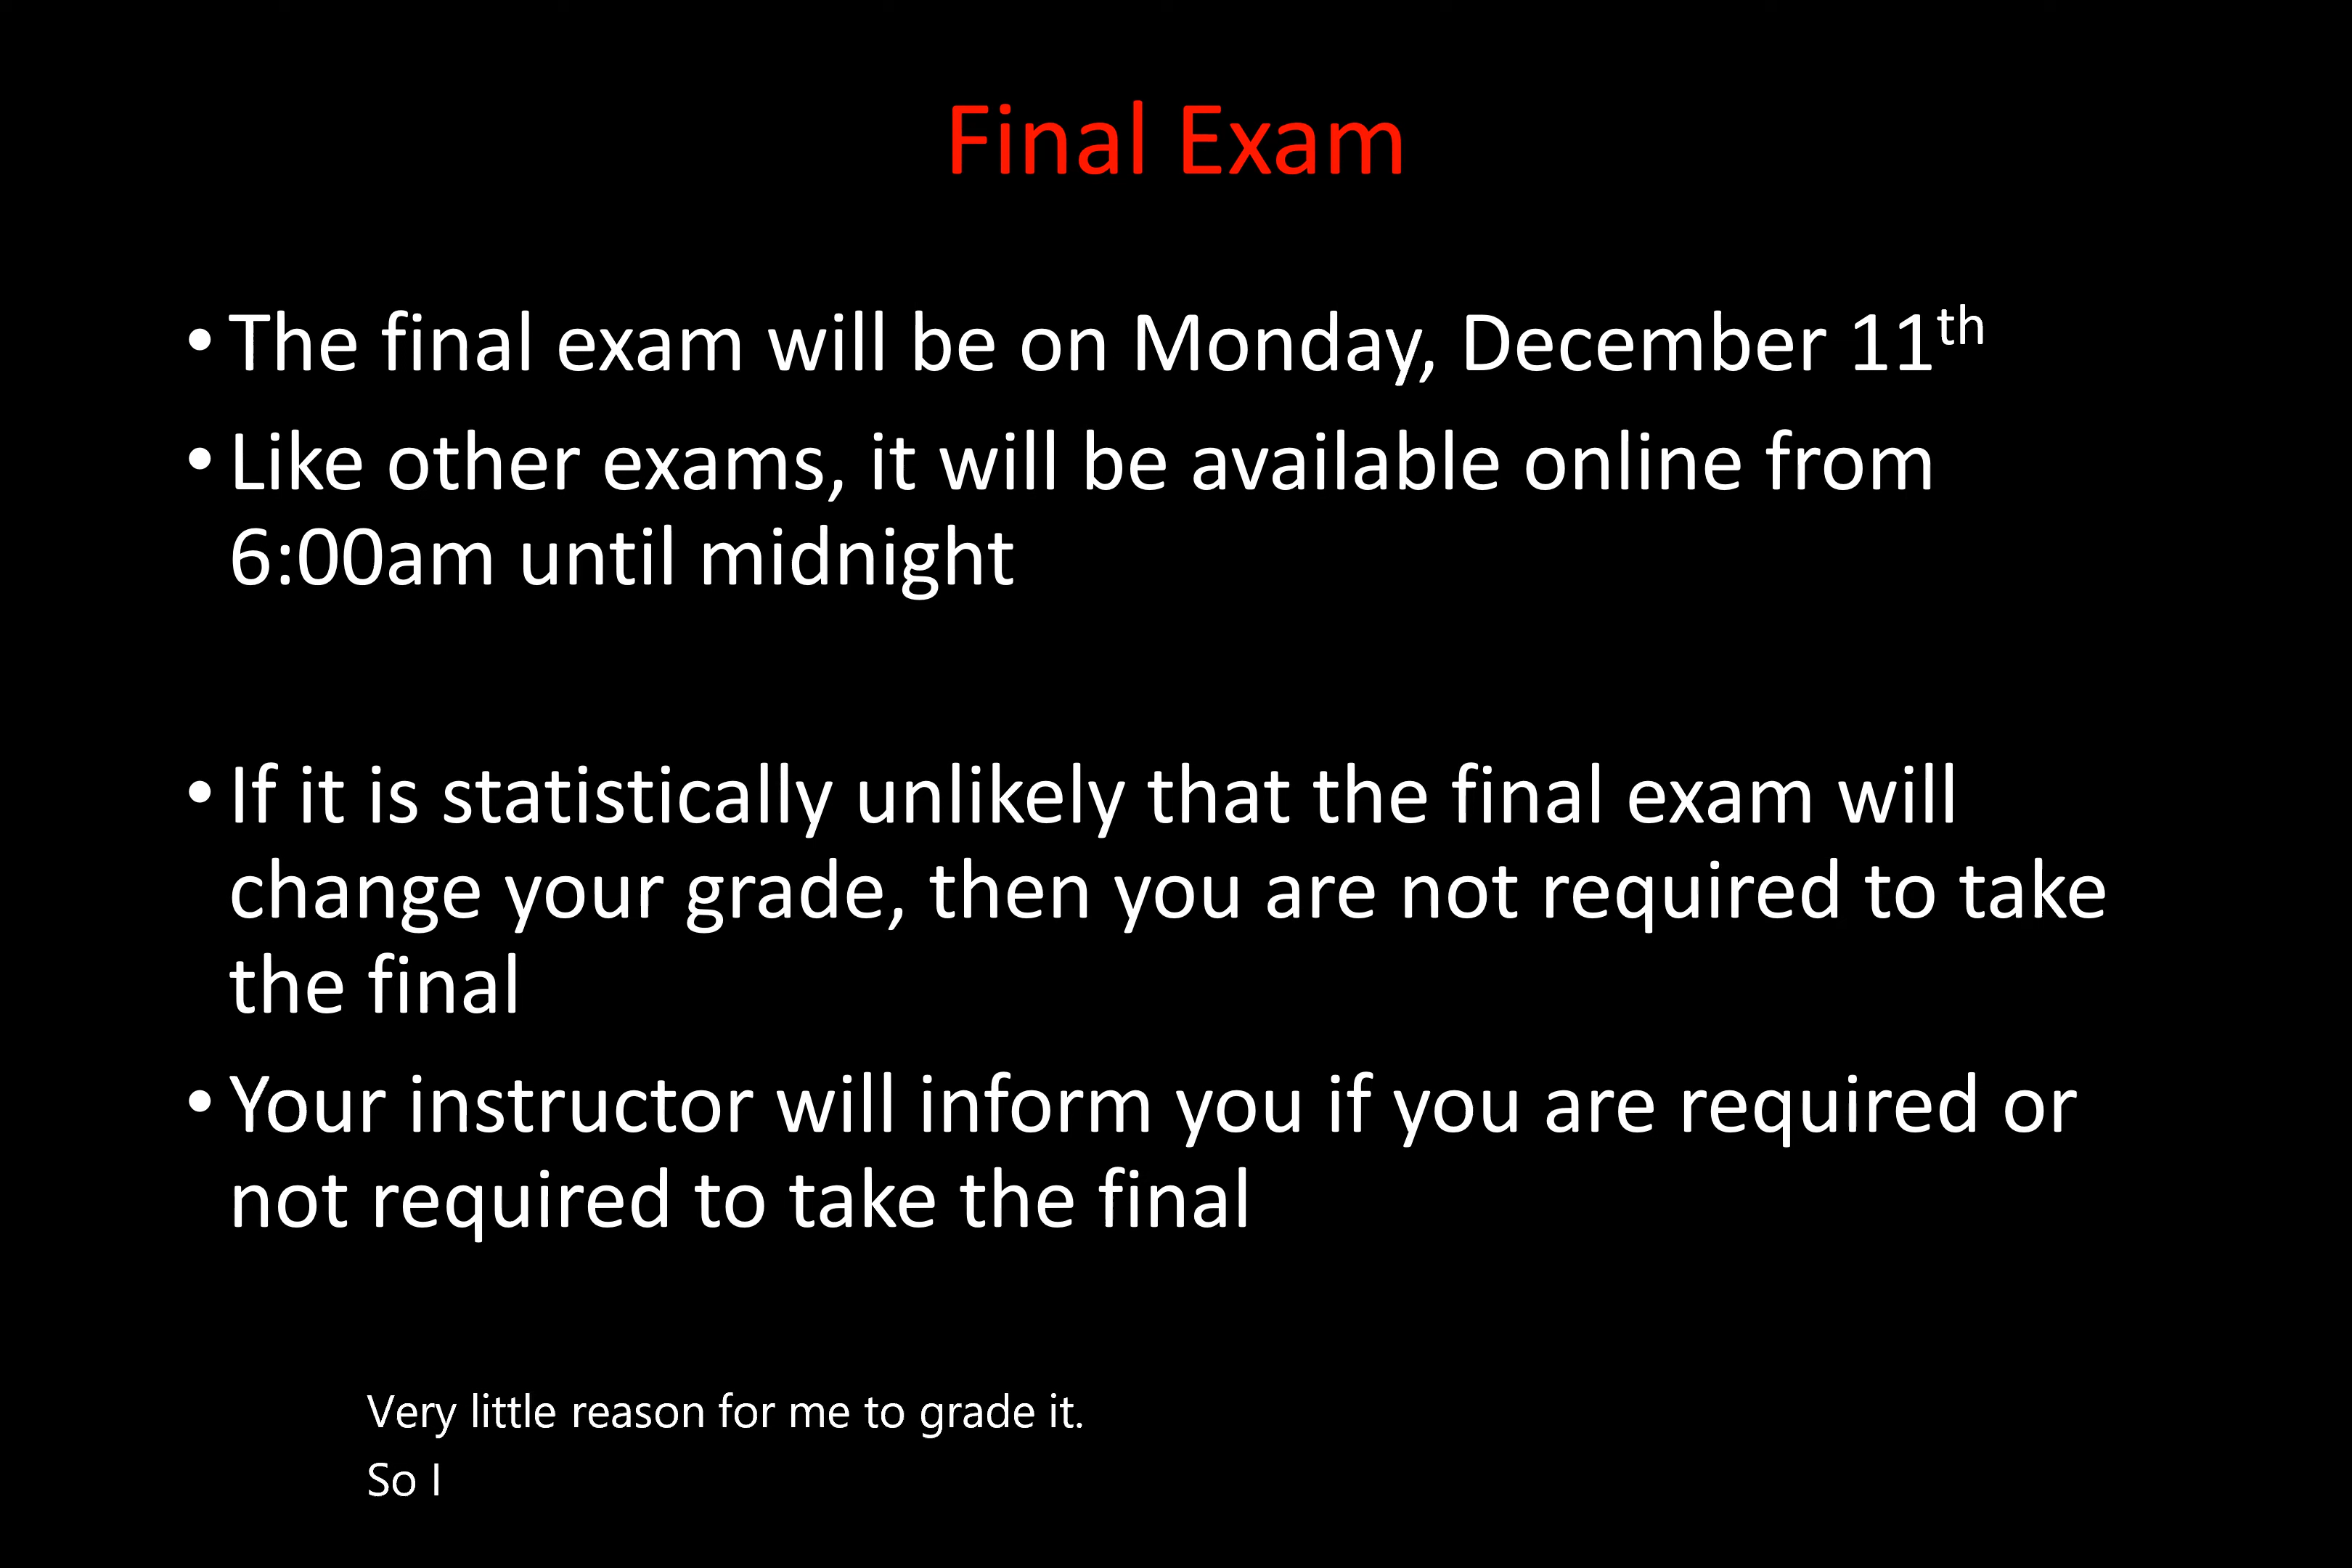 Final Exam
• The final exam will be on Monday, December 11th
• Like other exams, it will be available online from
6:00am until midnight
• If it is statistically unlikely that the final exam will
change your grade, then you are not required to take
the final
• Your instructor will inform you if you are required or
not required to take the final
Very little reason for me to grade it.
So I